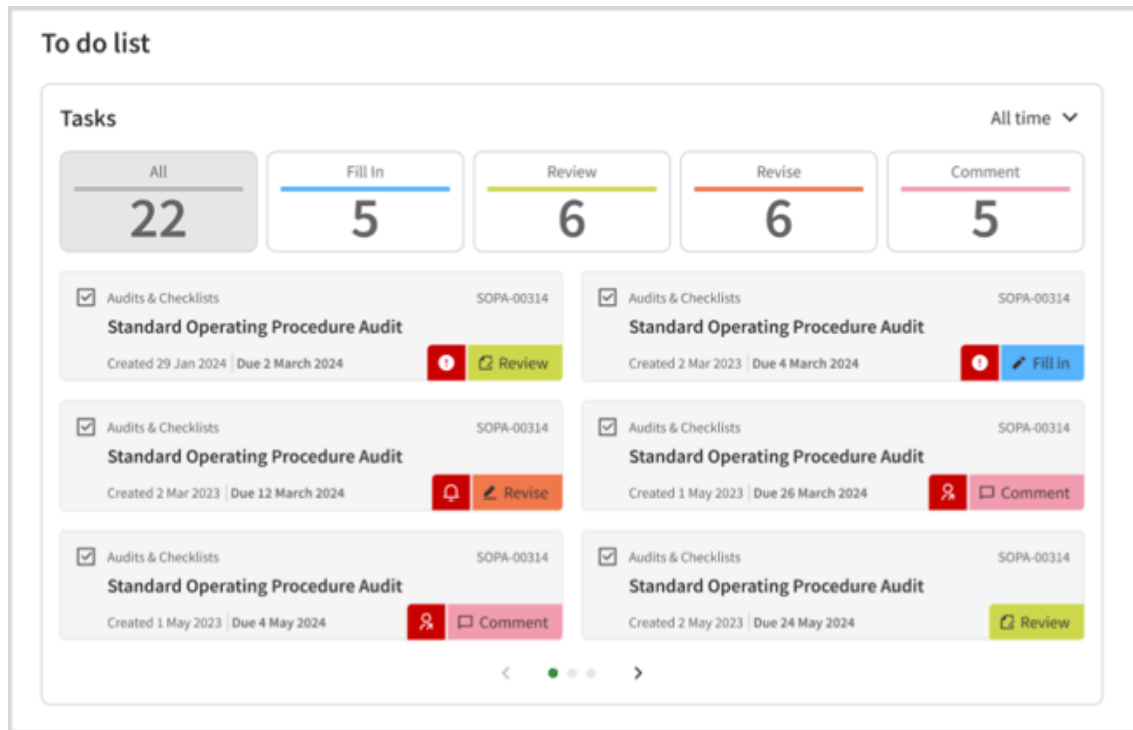 To do list
Tasks
All time
All
22
Fill In
5
Review
6
Revise
6
Comment
5
Audits & Checklists SOPA-00314
Standard Operating Procedure Audit
Created 29 Jan 2024 | Due 2 March 2024
Review
Audits & Checklists SOPA-00314
Standard Operating Procedure Audit
Created 2 Mar 2023 | Due 4 March 2024
Fill in
Audits & Checklists SOPA-00314
Standard Operating Procedure Audit
Created 2 Mar 2023 | Due 12 March 2024
Revise
Audits & Checklists SOPA-00314
Standard Operating Procedure Audit
Created 1 May 2023 | Due 26 March 2024
Comment
Audits & Checklists SOPA-00314
Standard Operating Procedure Audit
Created 1 May 2023 | Due 4 May 2024
Comment
Audits & Checklists SOPA-00314
Standard Operating Procedure Audit
Created 2 May 2023 | Due 24 May 2024
Review